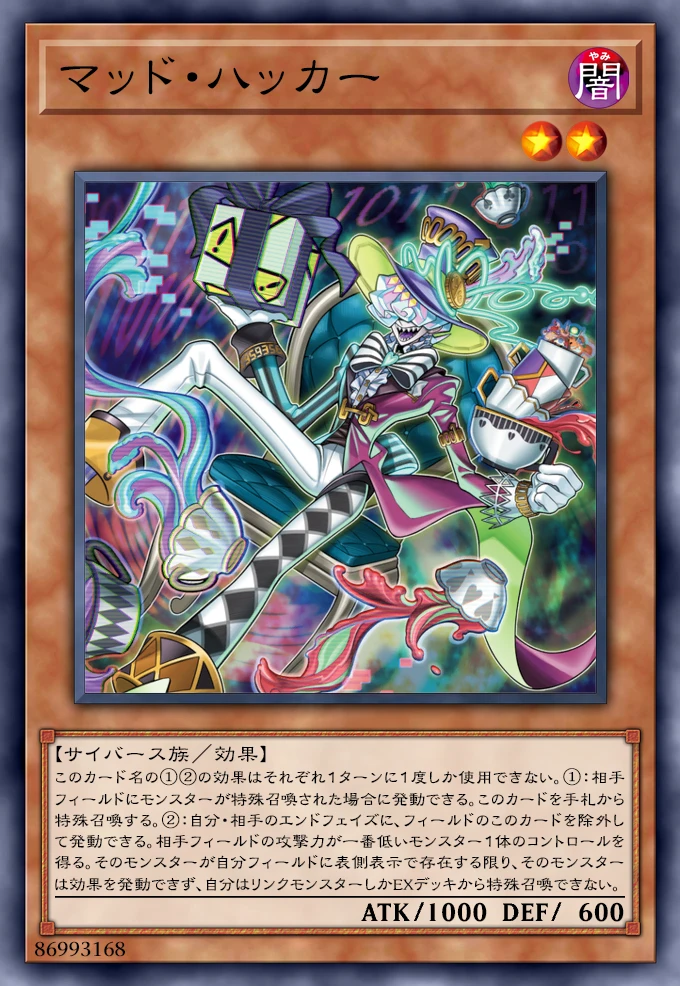 マッド・ハッカー
やみ
闇
1011 11
【サイバース族／効果】
このカード名の①②の効果はそれぞれ1ターンに1度しか使用できない。①：相手
フィールドにモンスターが特殊召喚された場合に発動できる。このカードを手札から
特殊召喚する。②：自分・相手のエンドフェイズに、フィールドのこのカードを除外し
て発動できる。相手フィールドの攻撃力が一番低いモンスター1体のコントロールを
得る。そのモンスターが自分フィールドに表側表示で存在する限り、そのモンスター
は効果を発動できず、自分はリンクモンスターしかEXデッキから特殊召喚できない。
ATK/1000 DEF/ 600
86993168